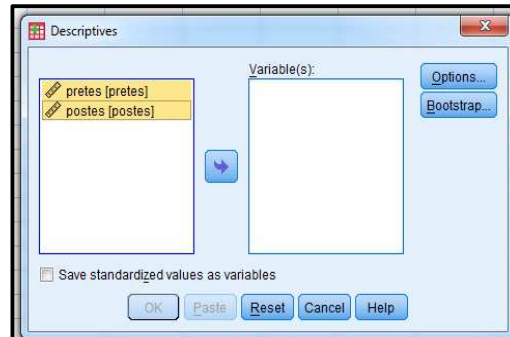 Descriptives
Variable(s):
pretes [pretes]
postes [postes]
Options...
Bootstrap...
Save standardized values as variables
OK Paste Reset Cancel Help